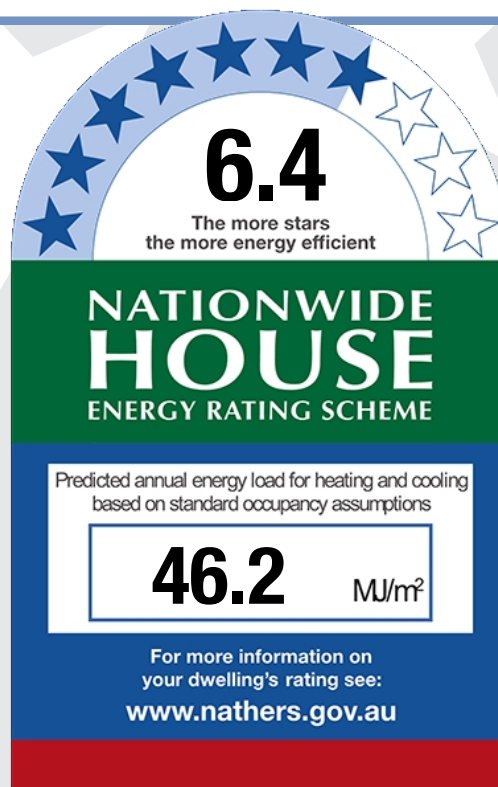 6.4
The more stars
the more energy efficient
NATIONWIDE
HOUSE
ENERGY RATING SCHEME
Predicted annual energy load for heating and cooling
based on standard occupancy assumptions
46.2 MJ/m²
For more information on
your dwelling's rating see:
www.nathers.gov.au